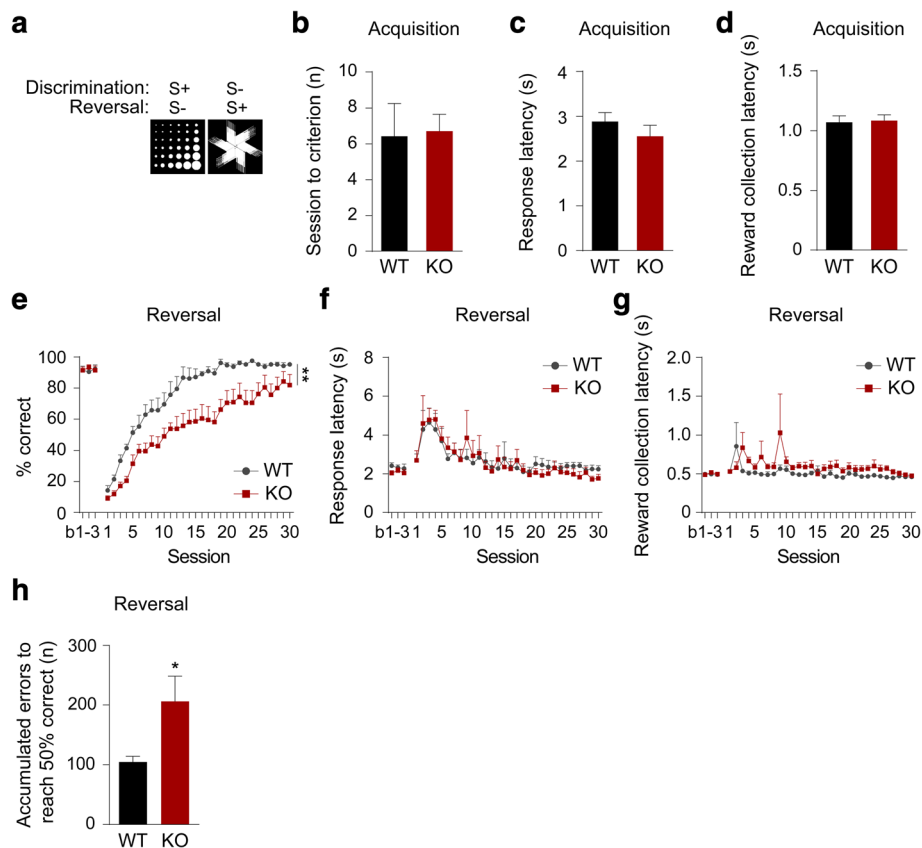 a
Discrimination: S+ S-
Reversal: S- S+
b
Acquisition
Session to criterion (n)
10
8
6
4
2
0
WT KO
c
Acquisition
Response latency (s)
4
3
2
1
0
WT KO
d
Acquisition
Reward collection latency (s)
1.5
1.0
0.5
0
WT KO
e
Reversal
% correct
100
80
60
40
20
0
**
WT
KO
b1-3 1 5 10 15 20 25 30
Session
f
Reversal
Response latency (s)
8
6
4
2
0
WT
KO
b1-3 1 5 10 15 20 25 30
Session
g
Reversal
Reward collection latency (s)
2.0
1.5
1.0
0.5
0
WT
KO
b1-3 1 5 10 15 20 25 30
Session
h
Reversal
Accumulated errors to
reach 50% correct (n)
300
200
100
0
*
WT KO